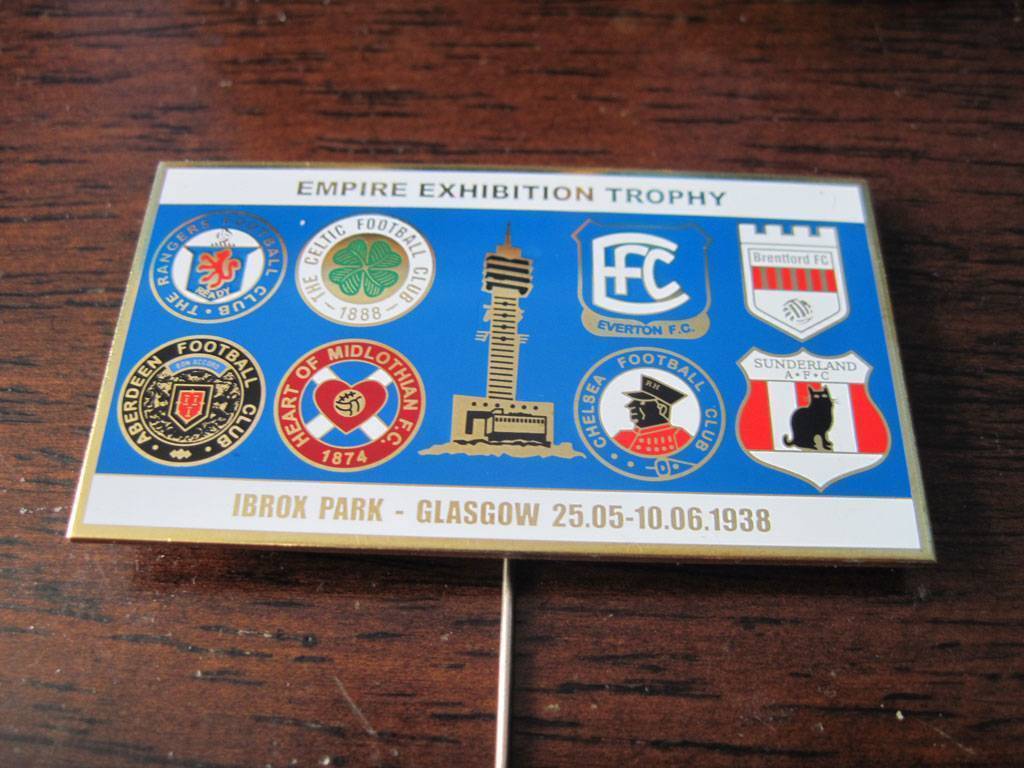 EMPIRE EXHIBITION TROPHY
THE RANGERS FOOTBALL CLUB
READY
THE CELTIC FOOTBALL CLUB
1888
FC
EVERTON F.C.
Brentford FC
ABERDEEN FOOTBALL CLUB
BON ACCORD
HEART OF MIDLOTHIAN F.C.
1874
CHELSEA FOOTBALL CLUB
SUNDERLAND
A·F·C
IBROX PARK - GLASGOW 25.05-10.06.1938